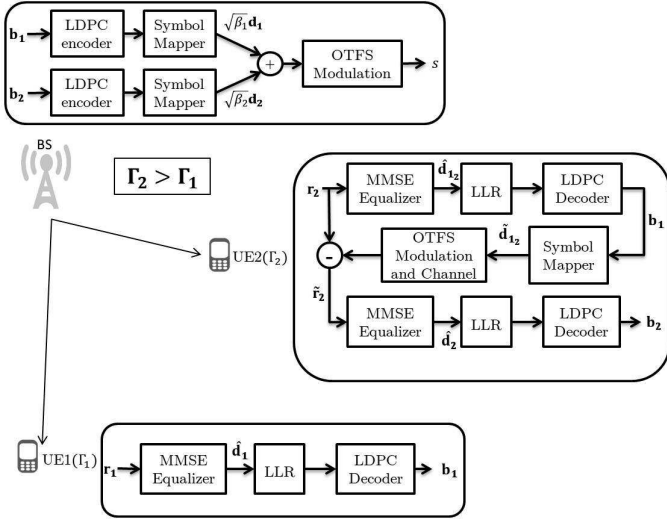 b₁ LDPC encoder Symbol Mapper √β₁d₁
+ OTFS Modulation s
b₂ LDPC encoder Symbol Mapper √β₂d₂
BS
Γ₂ > Γ₁
r₂ MMSE Equalizer d̂₁₂ LLR LDPC Decoder b₁
UE2(Γ₂)
- OTFS Modulation and Channel d̃₁₂ Symbol Mapper
r̃₂ MMSE Equalizer d̂₂ LLR LDPC Decoder b₂
UE1(Γ₁)
r₁ MMSE Equalizer d̂₁ LLR LDPC Decoder b₁